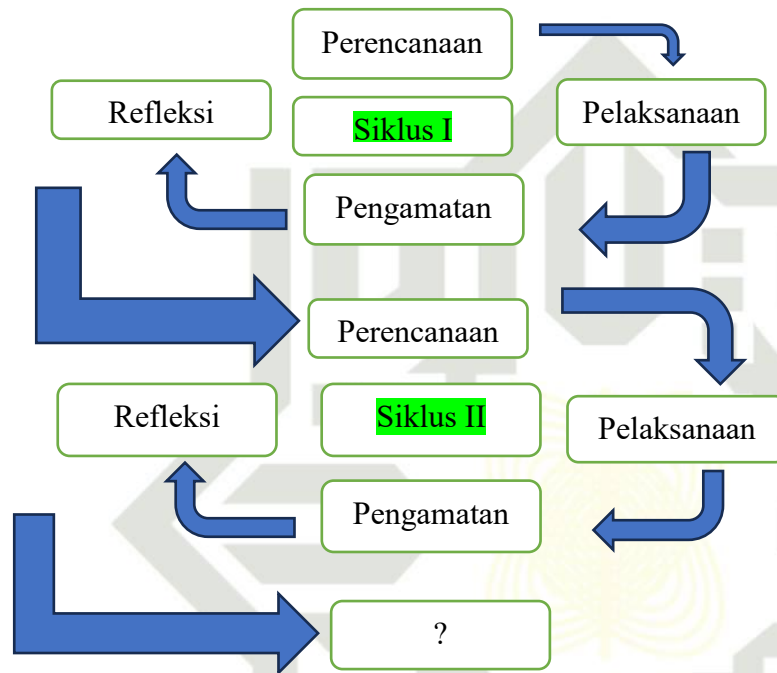 Perencanaan
Refleksi
Siklus I
Pelaksanaan
Pengamatan
Perencanaan
Refleksi
Siklus II
Pelaksanaan
Pengamatan
?